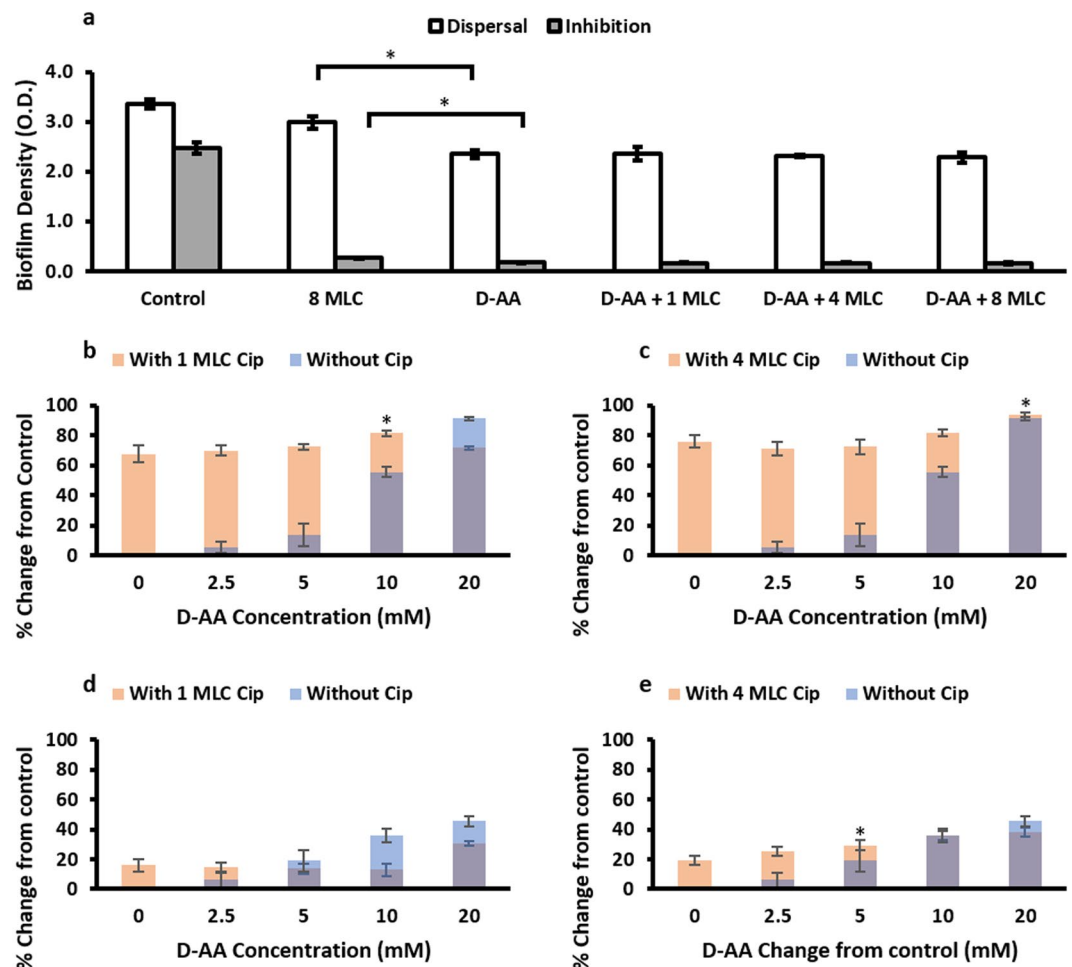 a
Dispersal Inhibition
Biofilm Density (O.D.)
4.0
3.0
2.0
1.0
0.0
* *
Control 8 MLC D-AA D-AA + 1 MLC D-AA + 4 MLC D-AA + 8 MLC
b
With 1 MLC Cip Without Cip
% Change from Control
100
80
60
40
20
0
*
0 2.5 5 10 20
D-AA Concentration (mM)
c
With 4 MLC Cip Without Cip
% Change from control
100
80
60
40
20
0
*
0 2.5 5 10 20
D-AA Concentration (mM)
d
With 1 MLC Cip Without Cip
% Change from control
100
80
60
40
20
0
0 2.5 5 10 20
D-AA Concentration (mM)
e
With 4 MLC Cip Without Cip
% Change from control
100
80
60
40
20
0
*
0 2.5 5 10 20
D-AA Change from control (mM)